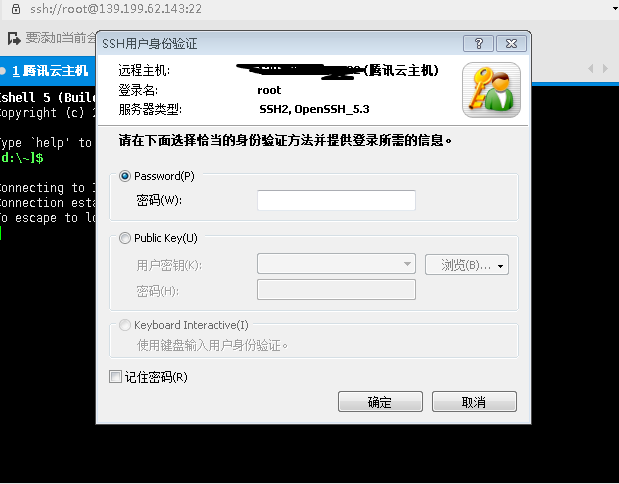 ssh://root@139.199.62.143:22
要添加当前会
1 腾讯云主机
SSH用户身份验证
远程主机: (腾讯云主机)
登录名: root
服务器类型: SSH2, OpenSSH_5.3
请在下面选择恰当的身份验证方法并提供登录所需的信息。
Password(P)
密码(W):
Public Key(U)
用户密钥(K):
浏览(B)...
密码(H):
Keyboard Interactive(I)
使用键盘输入用户身份验证。
记住密码(R)
确定
取消
Xshell 5 (Buil
Copyright (c) 2
Type `help' to
[d:\~]$
Connecting to 1
Connection esta
To escape to lo